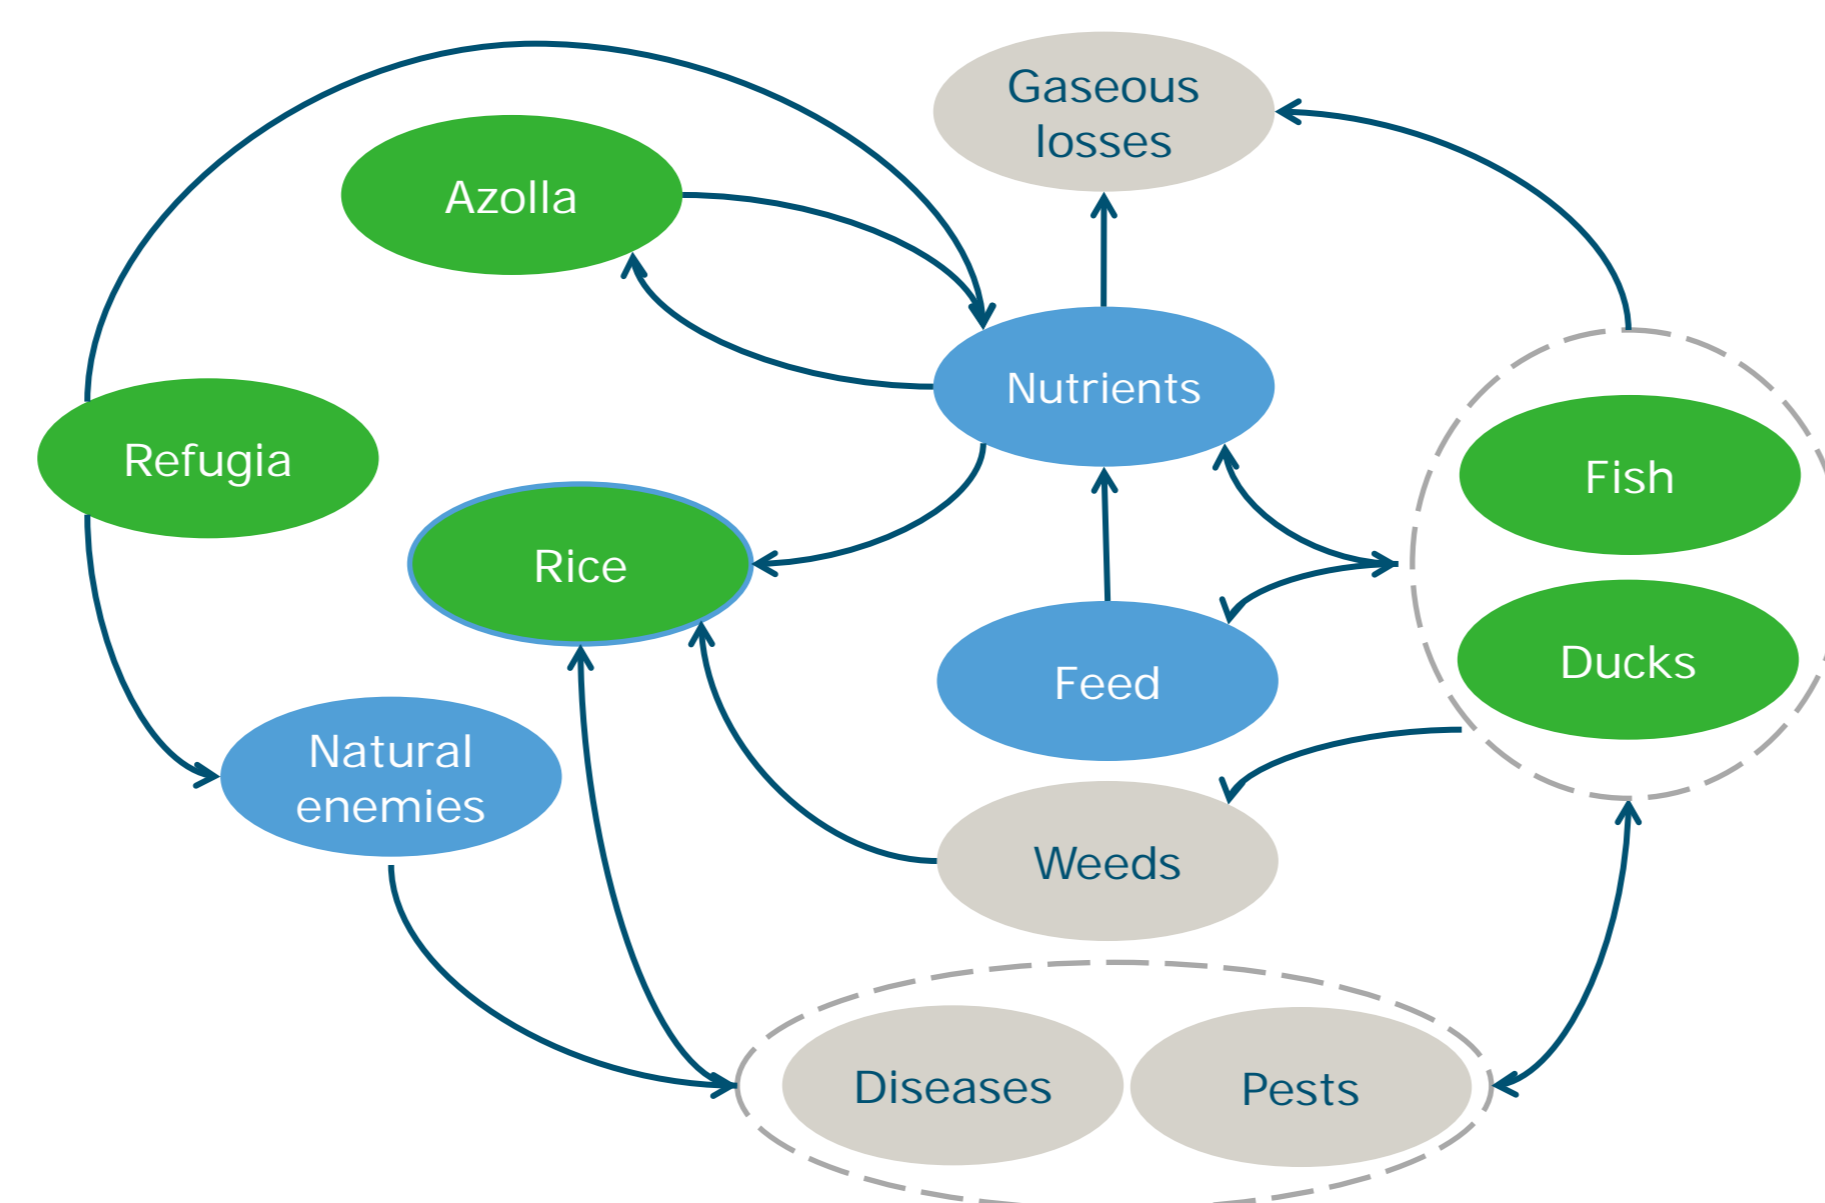 Gaseous
losses
Azolla
Nutrients
Refugia
Fish
Rice
Ducks
Feed
Natural
enemies
Weeds
Diseases
Pests